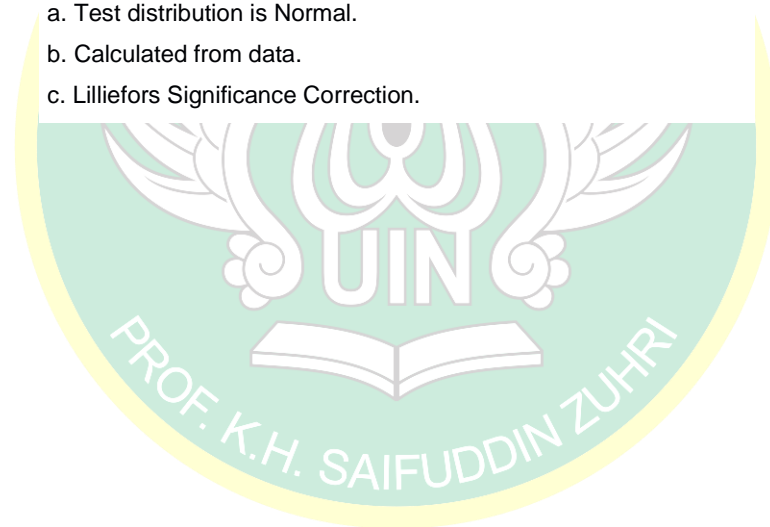 a. Test distribution is Normal.
b. Calculated from data.
c. Lilliefors Significance Correction.
UIN
PROF. K.H. SAIFUDDIN ZUHRI